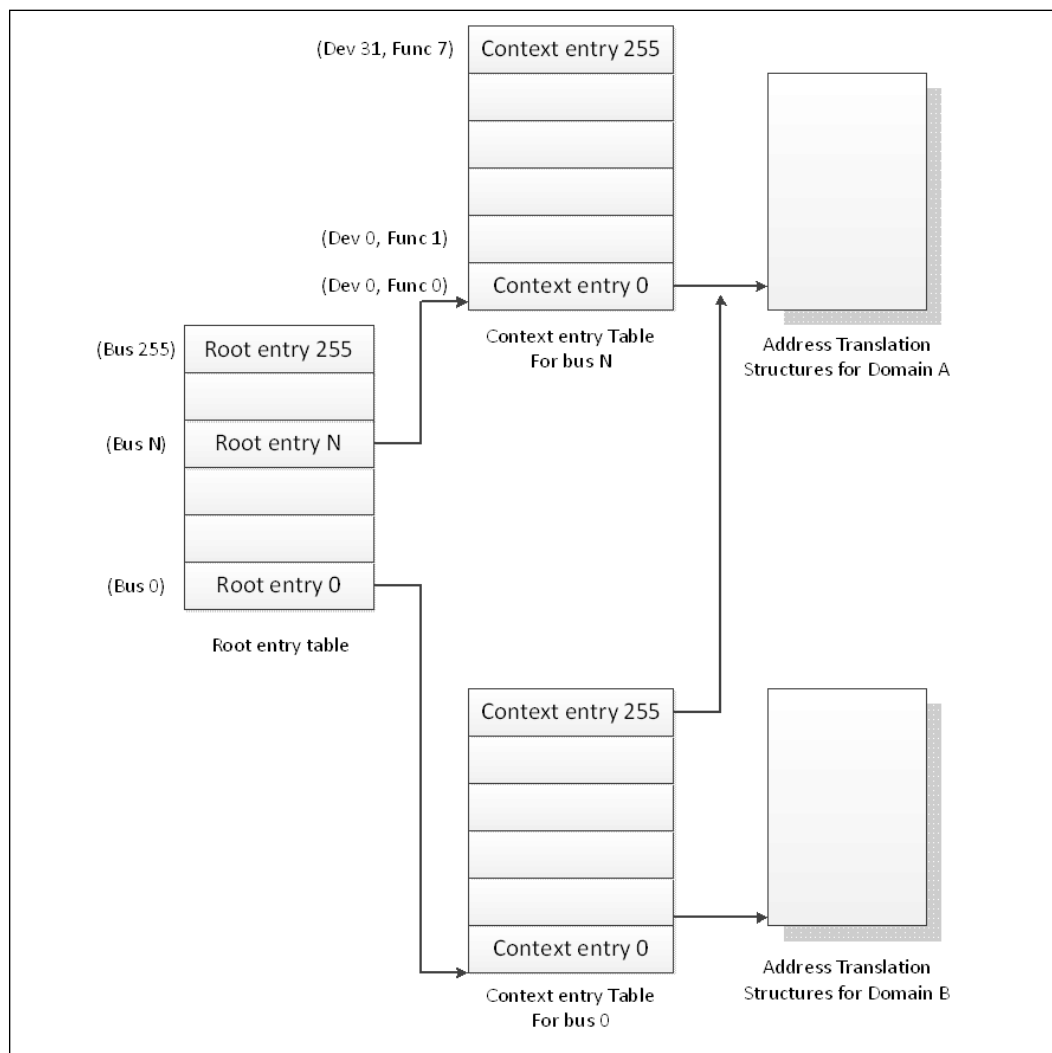 (Dev 31, Func 7)
Context entry 255
(Dev 0, Func 1)
(Dev 0, Func 0)
Context entry 0
Context entry Table
For bus N
Address Translation
Structures for Domain A
(Bus 255)
Root entry 255
(Bus N)
Root entry N
(Bus 0)
Root entry 0
Root entry table
Context entry 255
Context entry 0
Context entry Table
For bus 0
Address Translation
Structures for Domain B